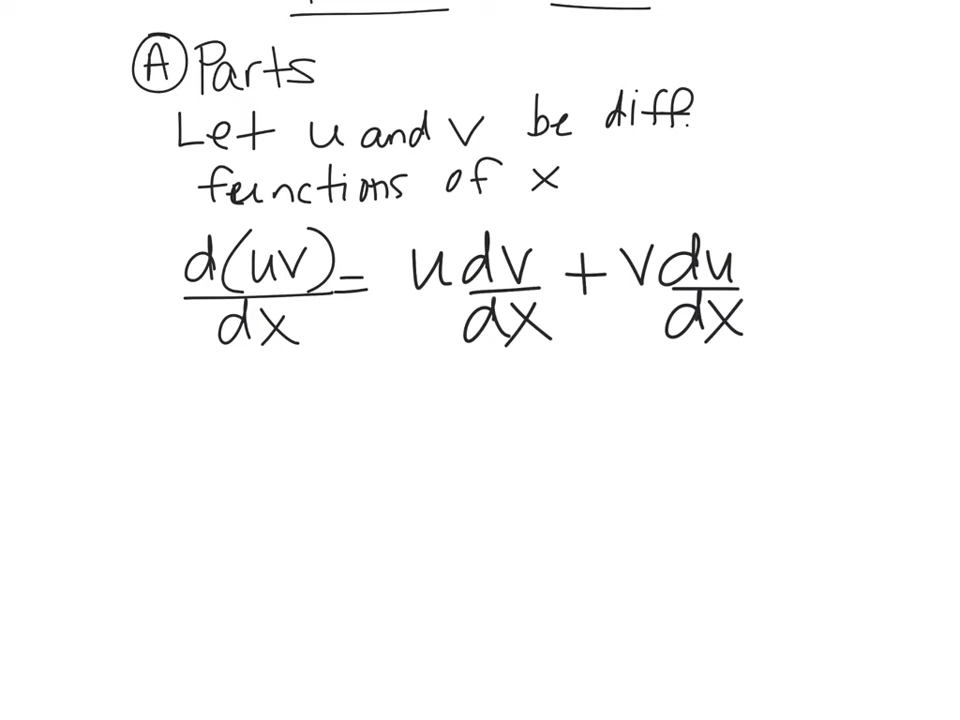 Ⓐ Parts
Let u and v be diff.
functions of x
d(uv)/dx = u dv/dx + v du/dx